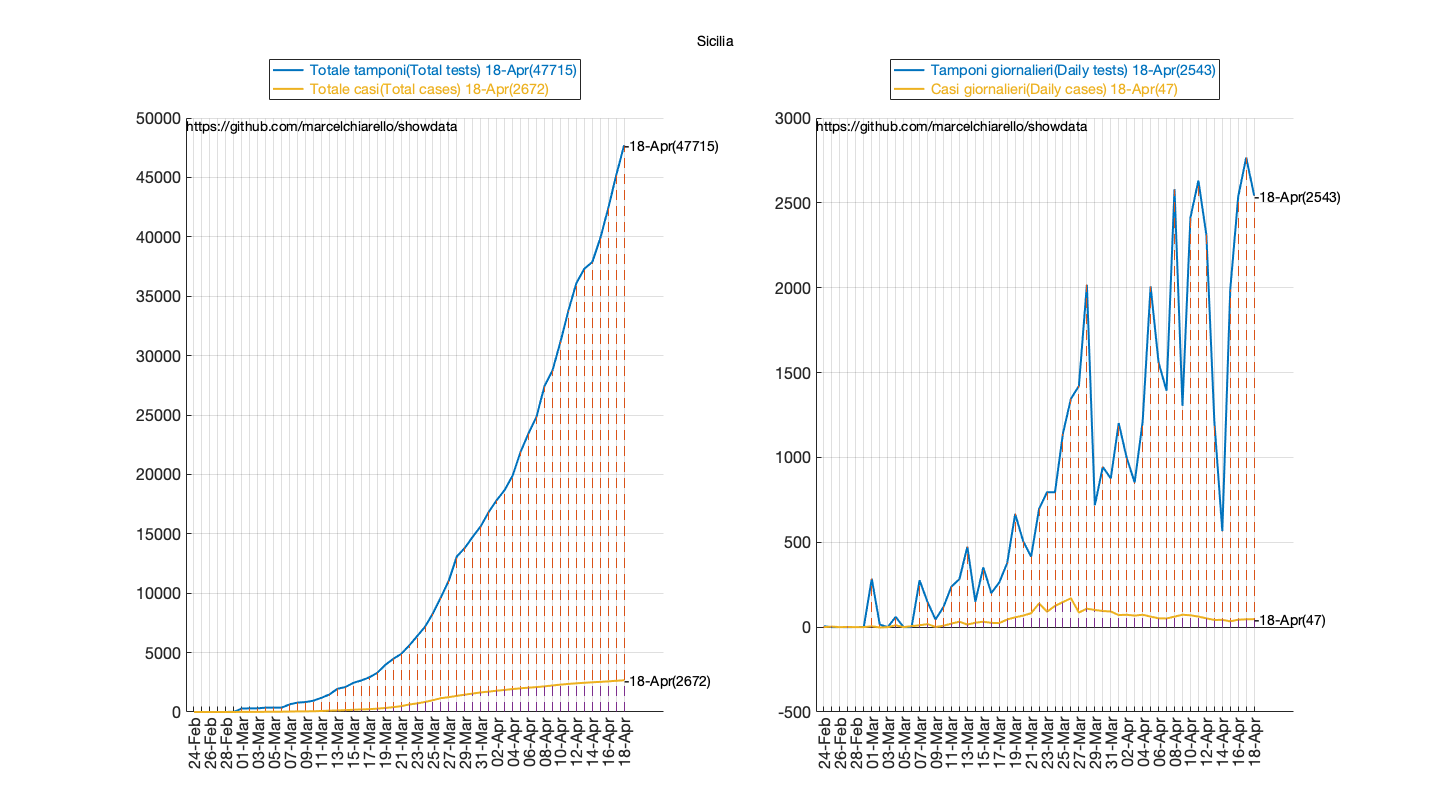 Sicilia
Totale tamponi(Total tests) 18-Apr(47715)
Totale casi(Total cases) 18-Apr(2672)
https://github.com/marcelchiarello/showdata
50000
45000
40000
35000
30000
25000
20000
15000
10000
5000
0
18-Apr(47715)
18-Apr(2672)
24-Feb
26-Feb
28-Feb
01-Mar
03-Mar
05-Mar
07-Mar
09-Mar
11-Mar
13-Mar
15-Mar
17-Mar
19-Mar
21-Mar
23-Mar
25-Mar
27-Mar
29-Mar
31-Mar
02-Apr
04-Apr
06-Apr
08-Apr
10-Apr
12-Apr
14-Apr
16-Apr
18-Apr
Tamponi giornalieri(Daily tests) 18-Apr(2543)
Casi giornalieri(Daily cases) 18-Apr(47)
https://github.com/marcelchiarello/showdata
3000
2500
2000
1500
1000
500
0
-500
18-Apr(2543)
18-Apr(47)
24-Feb
26-Feb
28-Feb
01-Mar
03-Mar
05-Mar
07-Mar
09-Mar
11-Mar
13-Mar
15-Mar
17-Mar
19-Mar
21-Mar
23-Mar
25-Mar
27-Mar
29-Mar
31-Mar
02-Apr
04-Apr
06-Apr
08-Apr
10-Apr
12-Apr
14-Apr
16-Apr
18-Apr